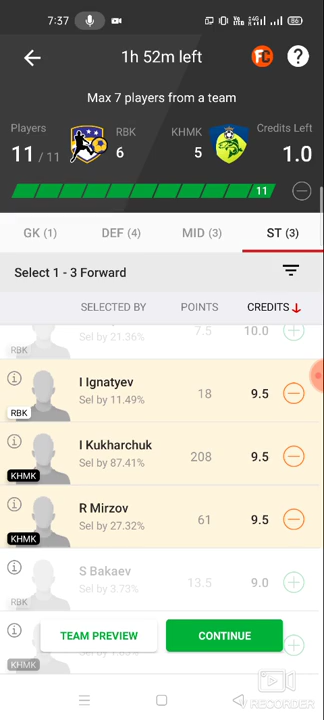 7:37
86
1h 52m left
FC
?
Max 7 players from a team
Players
RBK
KHMK
Credits Left
11 / 11
6
5
1.0
11
GK (1)
DEF (4)
MID (3)
ST (3)
Select 1 - 3 Forward
SELECTED BY
POINTS
CREDITS
Sel by 21.36%
7.5
10.0
RBK
I Ignatyev
Sel by 11.49%
18
9.5
RBK
I Kukharchuk
Sel by 87.41%
208
9.5
KHMK
R Mirzov
Sel by 27.32%
61
9.5
KHMK
S Bakaev
Sel by 3.73%
13.5
9.0
RBK
TEAM PREVIEW
CONTINUE
KHMK
RECORDER